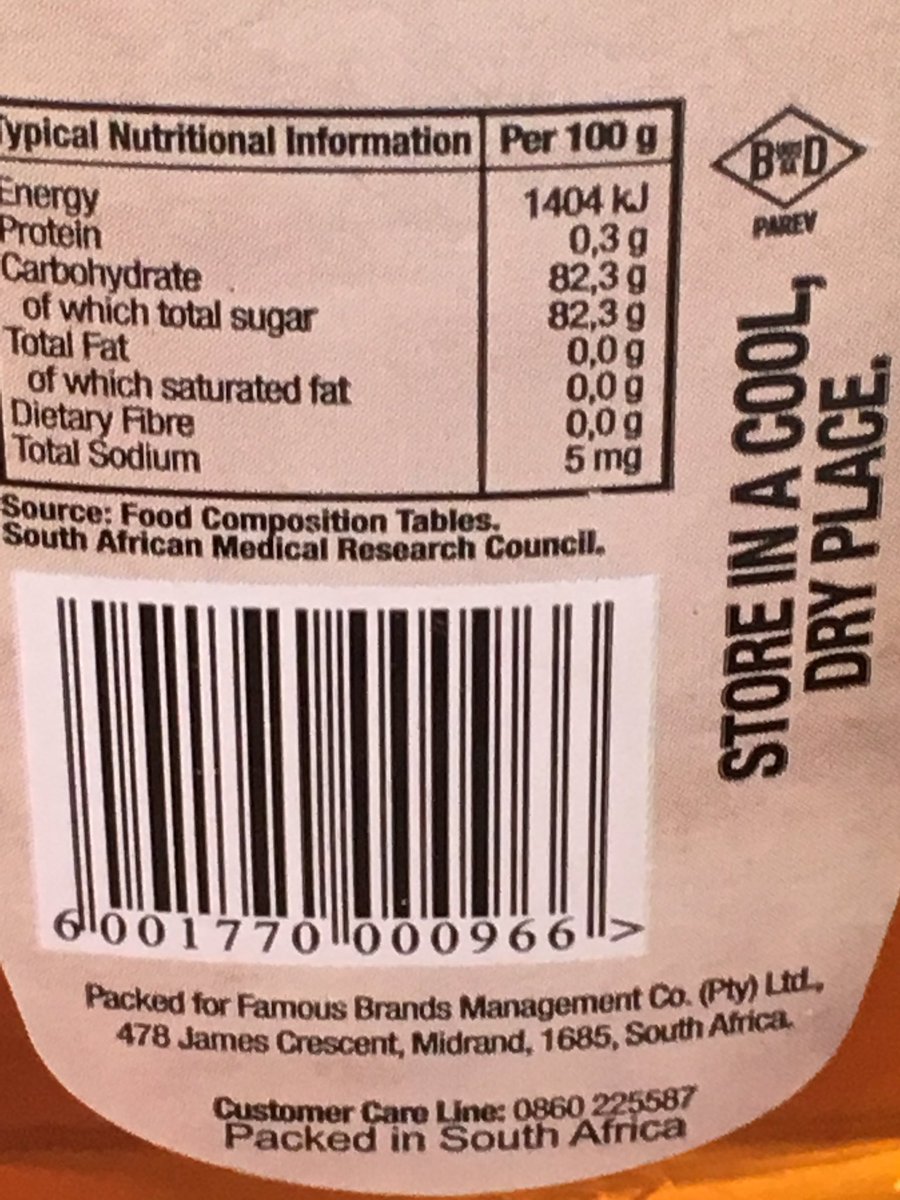 Typical Nutritional Information Per 100 g
Energy 1404 kJ
Protein 0,3 g
Carbohydrate 82,3 g
of which total sugar 82,3 g
Total Fat 0,0 g
of which saturated fat 0,0 g
Dietary Fibre 0,0 g
Total Sodium 5 mg
Source: Food Composition Tables.
South African Medical Research Council.
6 001770 000966 >
Packed for Famous Brands Management Co. (Pty) Ltd.,
478 James Crescent, Midrand, 1685, South Africa.
Customer Care Line: 0860 225587
Packed in South Africa
B D
PAREV
STORE IN A COOL,
DRY PLACE.